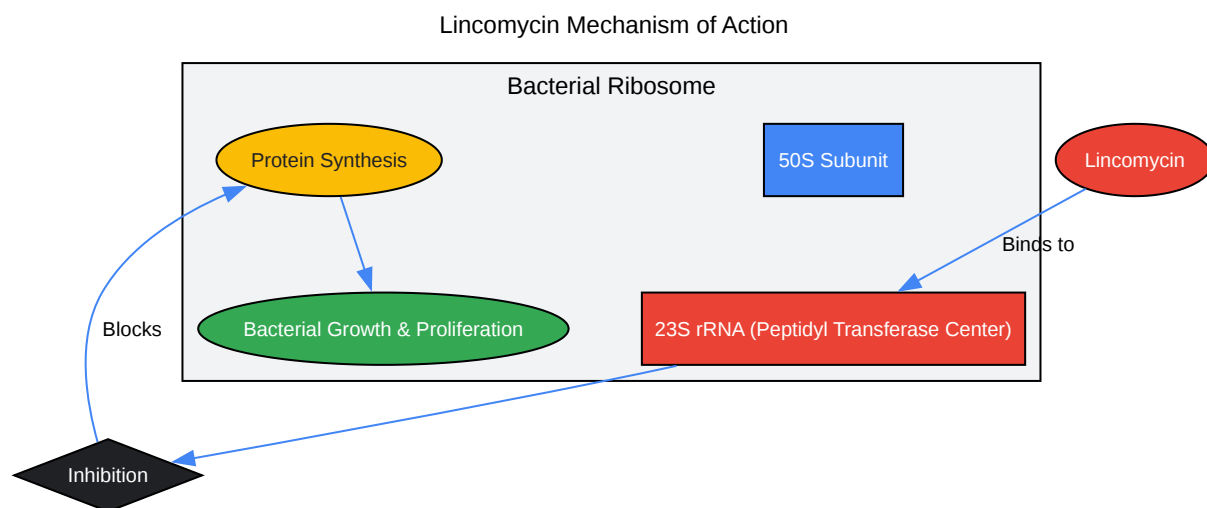 Lincomycin Mechanism of Action
Bacterial Ribosome
Protein Synthesis
50S Subunit
Lincomycin
Binds to
Bacterial Growth & Proliferation
23S rRNA (Peptidyl Transferase Center)
Blocks
Inhibition